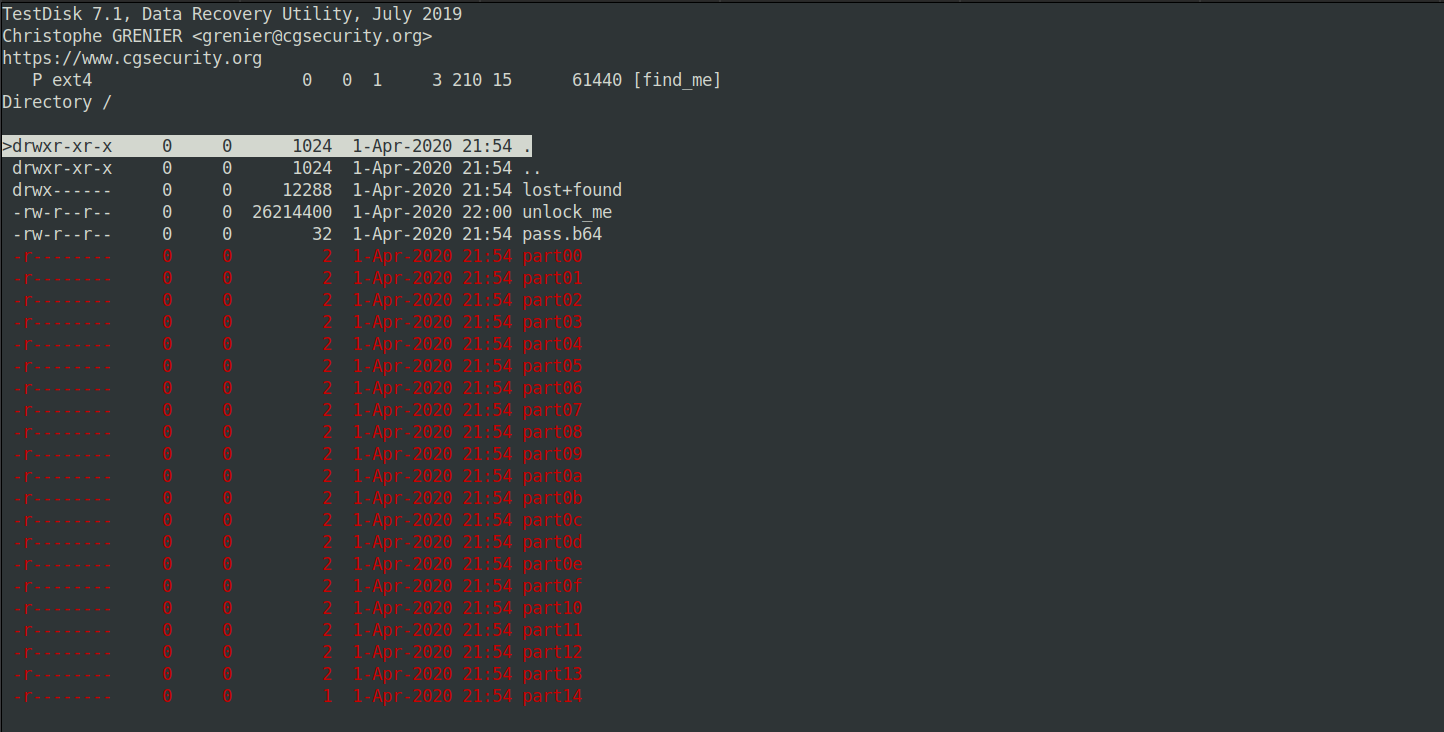 TestDisk 7.1, Data Recovery Utility, July 2019
Christophe GRENIER <grenier@cgsecurity.org>
https://www.cgsecurity.org
   P ext4                     0   0  1     3 210 15      61440 [find_me]
Directory /

>drwxr-xr-x     0     0      1024  1-Apr-2020 21:54 .
 drwxr-xr-x     0     0      1024  1-Apr-2020 21:54 ..
 drwx------     0     0     12288  1-Apr-2020 21:54 lost+found
 -rw-r--r--     0     0  26214400  1-Apr-2020 22:00 unlock_me
 -rw-r--r--     0     0        32  1-Apr-2020 21:54 pass.b64
 -r--------     0     0         2  1-Apr-2020 21:54 part00
 -r--------     0     0         2  1-Apr-2020 21:54 part01
 -r--------     0     0         2  1-Apr-2020 21:54 part02
 -r--------     0     0         2  1-Apr-2020 21:54 part03
 -r--------     0     0         2  1-Apr-2020 21:54 part04
 -r--------     0     0         2  1-Apr-2020 21:54 part05
 -r--------     0     0         2  1-Apr-2020 21:54 part06
 -r--------     0     0         2  1-Apr-2020 21:54 part07
 -r--------     0     0         2  1-Apr-2020 21:54 part08
 -r--------     0     0         2  1-Apr-2020 21:54 part09
 -r--------     0     0         2  1-Apr-2020 21:54 part0a
 -r--------     0     0         2  1-Apr-2020 21:54 part0b
 -r--------     0     0         2  1-Apr-2020 21:54 part0c
 -r--------     0     0         2  1-Apr-2020 21:54 part0d
 -r--------     0     0         2  1-Apr-2020 21:54 part0e
 -r--------     0     0         2  1-Apr-2020 21:54 part0f
 -r--------     0     0         2  1-Apr-2020 21:54 part10
 -r--------     0     0         2  1-Apr-2020 21:54 part11
 -r--------     0     0         2  1-Apr-2020 21:54 part12
 -r--------     0     0         2  1-Apr-2020 21:54 part13
 -r--------     0     0         1  1-Apr-2020 21:54 part14